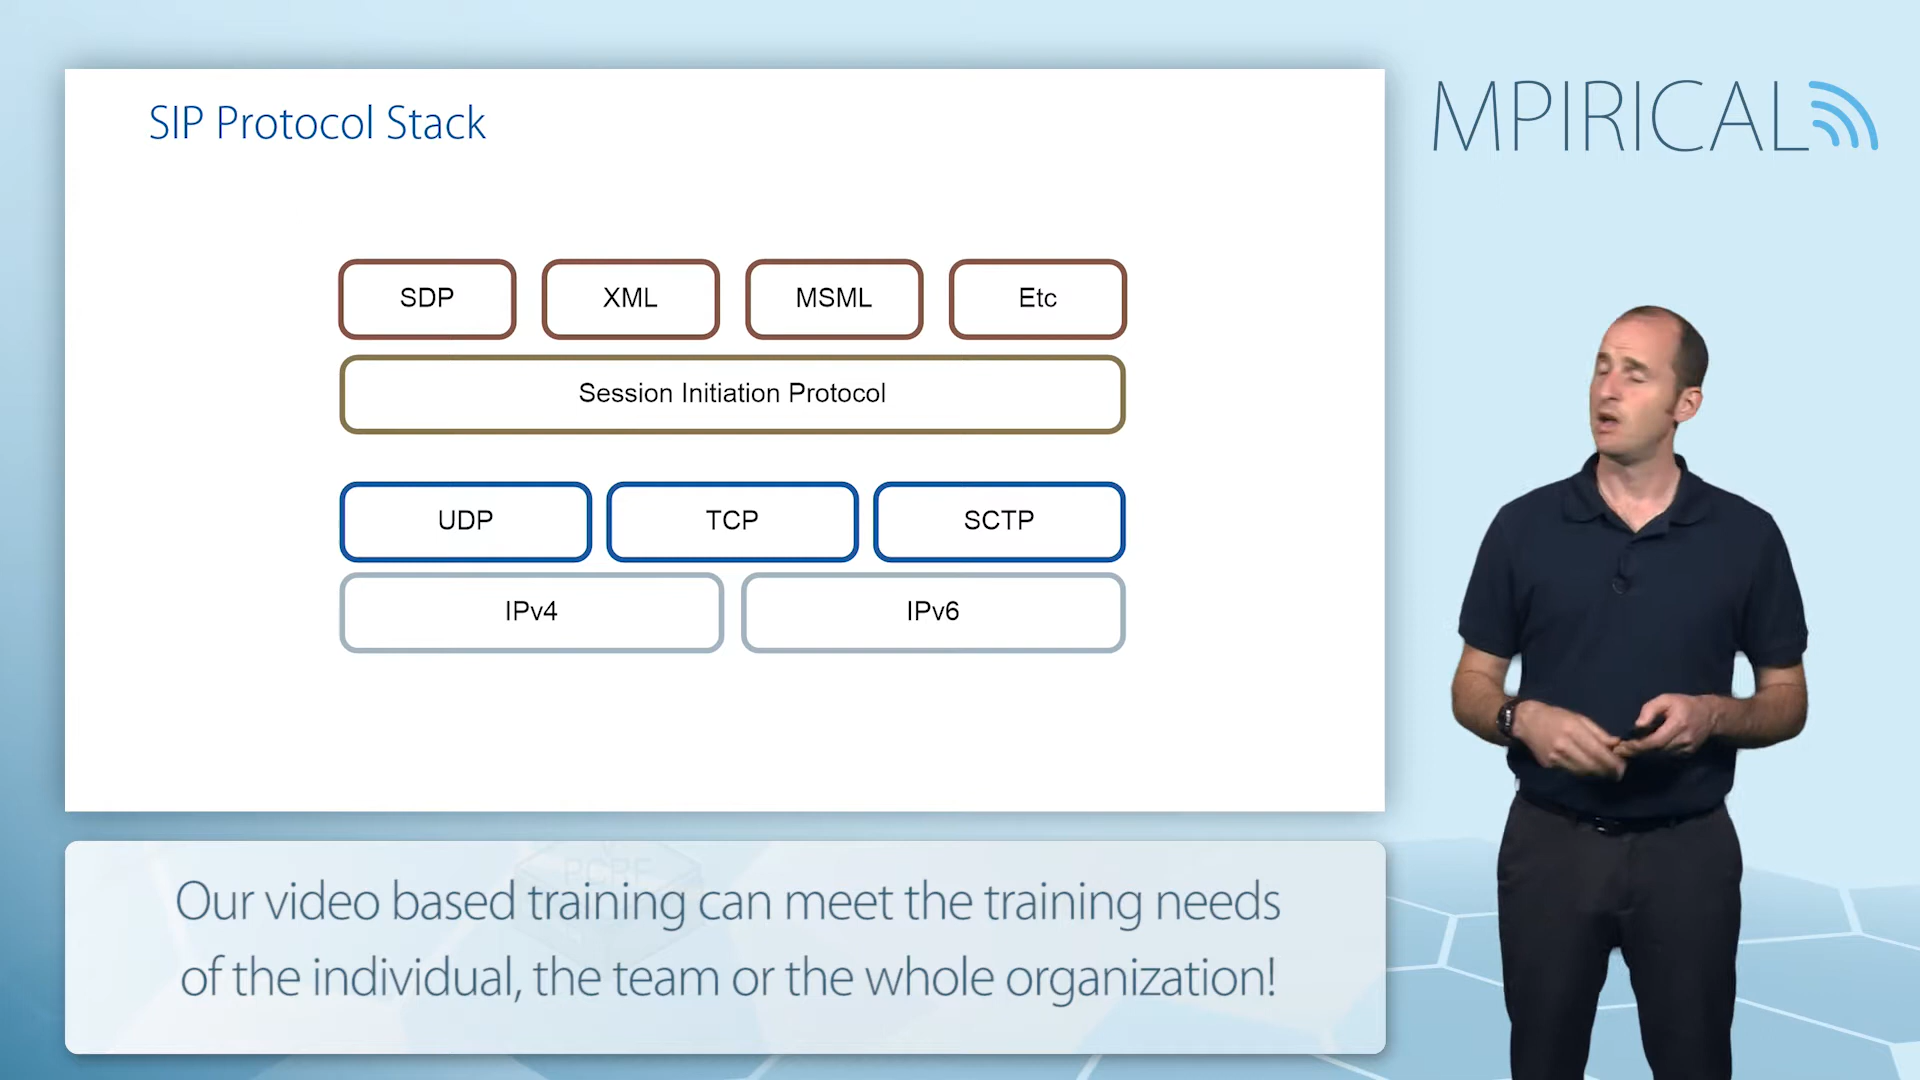 SIP Protocol Stack
MPIRICAL
SDP XML MSML Etc
Session Initiation Protocol
UDP TCP SCTP
IPv4 IPv6
PCRF
Our video based training can meet the training needs
of the individual, the team or the whole organization!